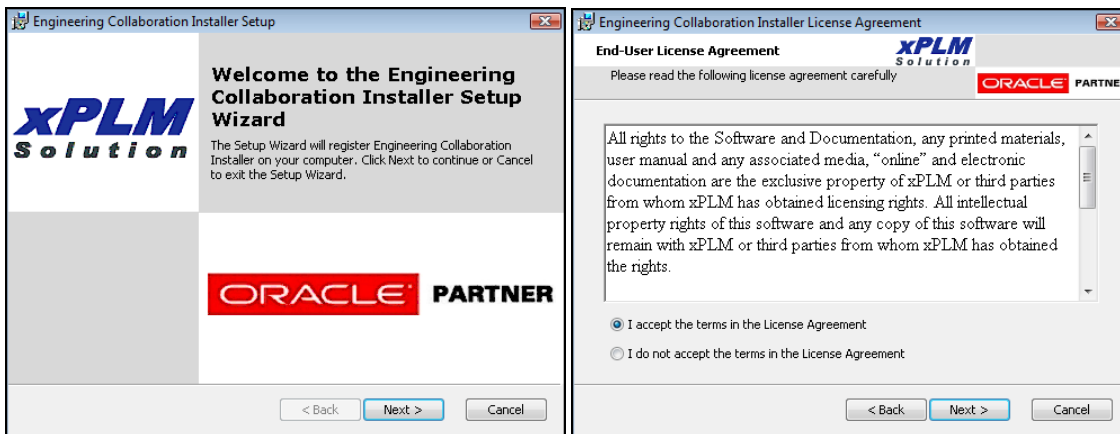 Engineering Collaboration Installer Setup
xPLM
Solution
Welcome to the Engineering
Collaboration Installer Setup
Wizard
The Setup Wizard will register Engineering Collaboration
Installer on your computer. Click Next to continue or Cancel
to exit the Setup Wizard.
ORACLE PARTNER
< Back
Next >
Cancel
Engineering Collaboration Installer License Agreement
End-User License Agreement
xPLM
Solution
Please read the following license agreement carefully
ORACLE PARTNE
All rights to the Software and Documentation, any printed materials,
user manual and any associated media, “online” and electronic
documentation are the exclusive property of xPLM or third parties
from whom xPLM has obtained licensing rights. All intellectual
property rights of this software and any copy of this software will
remain with xPLM or third parties from whom xPLM has obtained
the rights.
I accept the terms in the License Agreement
I do not accept the terms in the License Agreement
< Back
Next >
Cancel